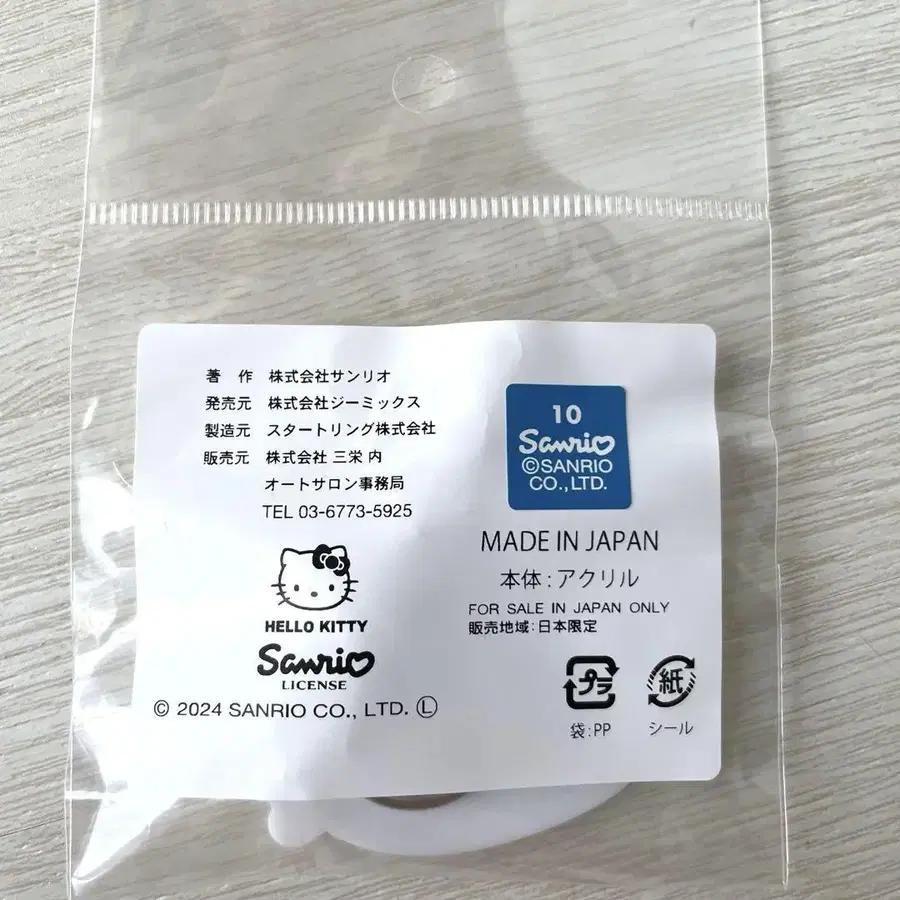 著 作 株式会社サンリオ
発売元 株式会社ジーミックス
製造元 スタートリング株式会社
販売元 株式会社 三栄 内
オートサロン事務局
TEL 03-6773-5925
HELLO KITTY
Sanrio
LICENSE
© 2024 SANRIO CO., LTD. Ⓛ
10
Sanrio
©SANRIO
CO.,LTD.
MADE IN JAPAN
本体 : アクリル
FOR SALE IN JAPAN ONLY
販売地域:日本限定
プラ
紙
袋:PP
シール